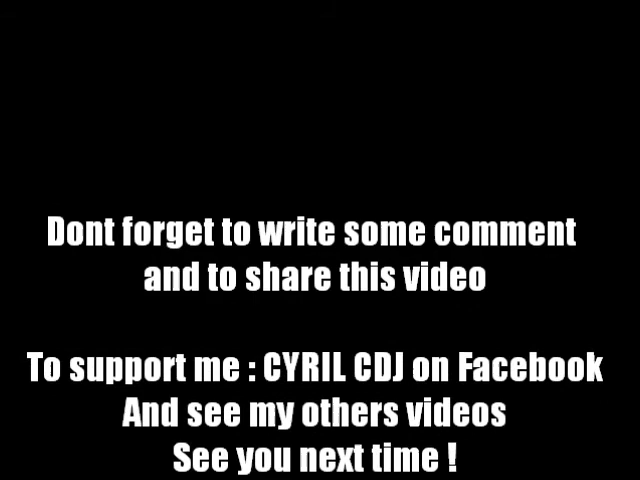 Dont forget to write some comment
and to share this video
To support me : CYRIL CDJ on Facebook
And see my others videos
See you next time !